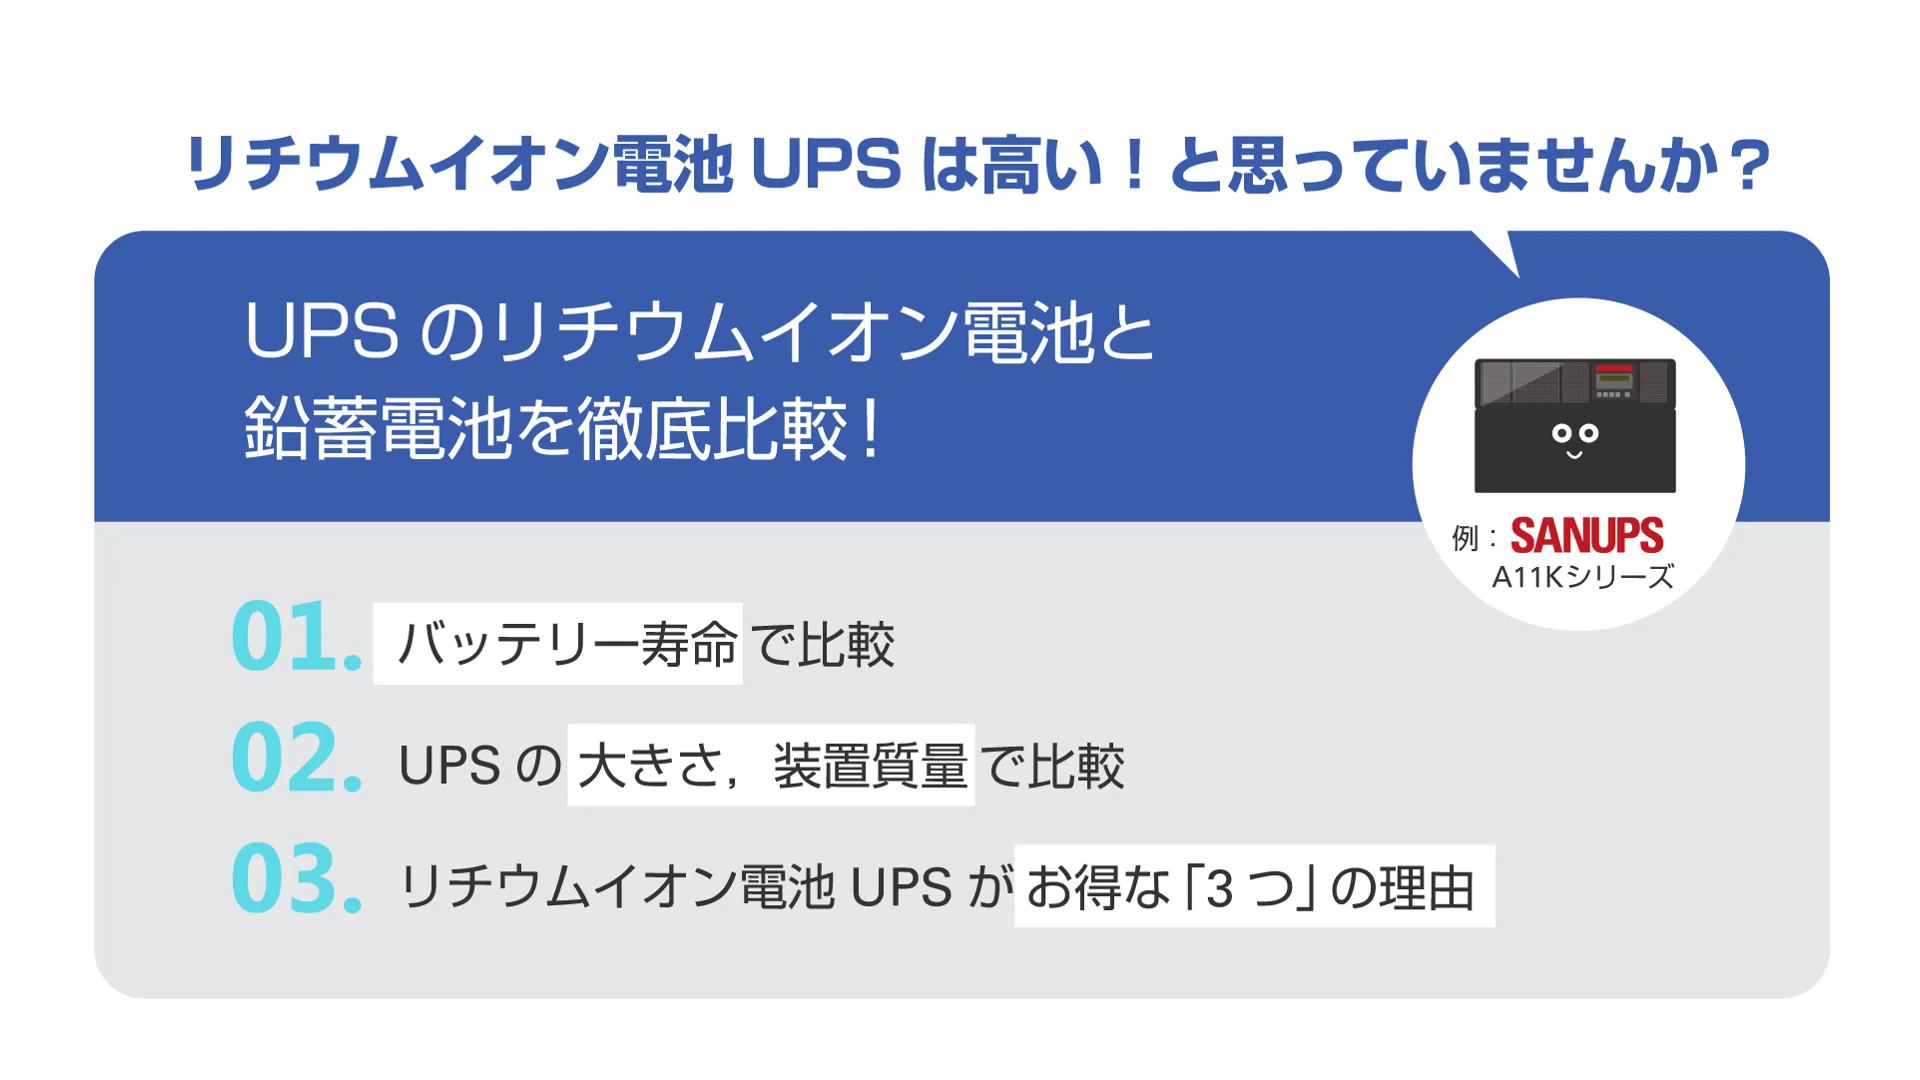 リチウムイオン電池 UPS は高い！と思っていませんか？
UPS のリチウムイオン電池と
鉛蓄電池を徹底比較！
例：SANUPS
A11Kシリーズ
01. バッテリー寿命 で比較
02. UPS の 大きさ，装置質量 で比較
03. リチウムイオン電池 UPS が お得な「3 つ」の理由